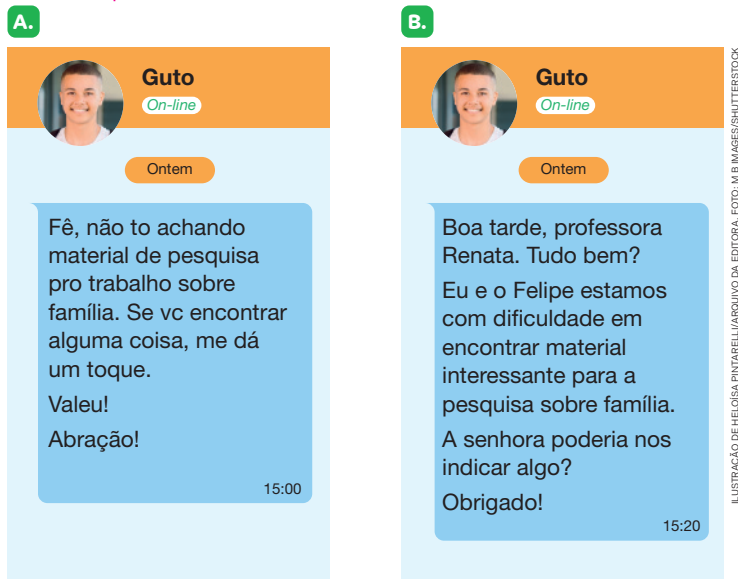 A.
Guto
On-line
Ontem
Fê, não to achando
material de pesquisa
pro trabalho sobre
família. Se vc encontrar
alguma coisa, me dá
um toque.
Valeu!
Abração!
15:00
B.
Guto
On-line
Ontem
Boa tarde, professora
Renata. Tudo bem?
Eu e o Felipe estamos
com dificuldade em
encontrar material
interessante para a
pesquisa sobre família.
A senhora poderia nos
indicar algo?
Obrigado!
15:20
ILUSTRAÇÃO DE HELOÍSA PINTARELLI/ARQUIVO DA EDITORA. FOTO: M B IMAGES/SHUTTERSTOCK